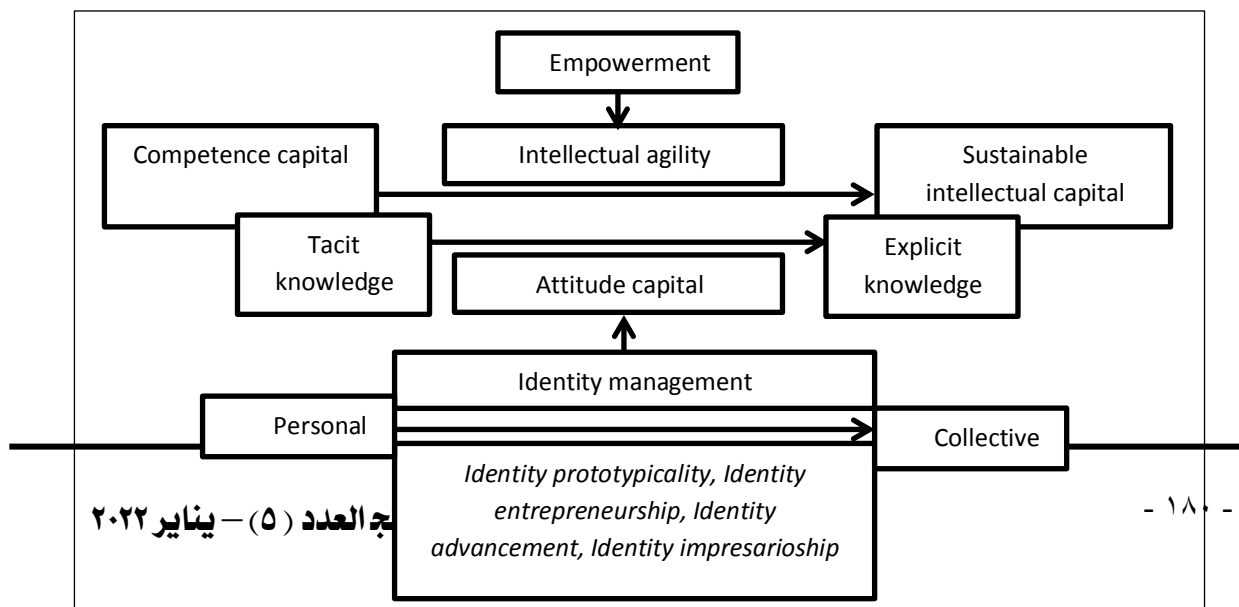 Empowerment
Competence capital
Intellectual agility
Sustainable
intellectual capital
Tacit
knowledge
Explicit
knowledge
Attitude capital
Identity management
Personal
Collective
Identity prototypicality, Identity
entrepreneurship, Identity
advancement, Identity impresarioship
العدد (٥) – يناير ٢٠٢٢
- ١٨٠ -